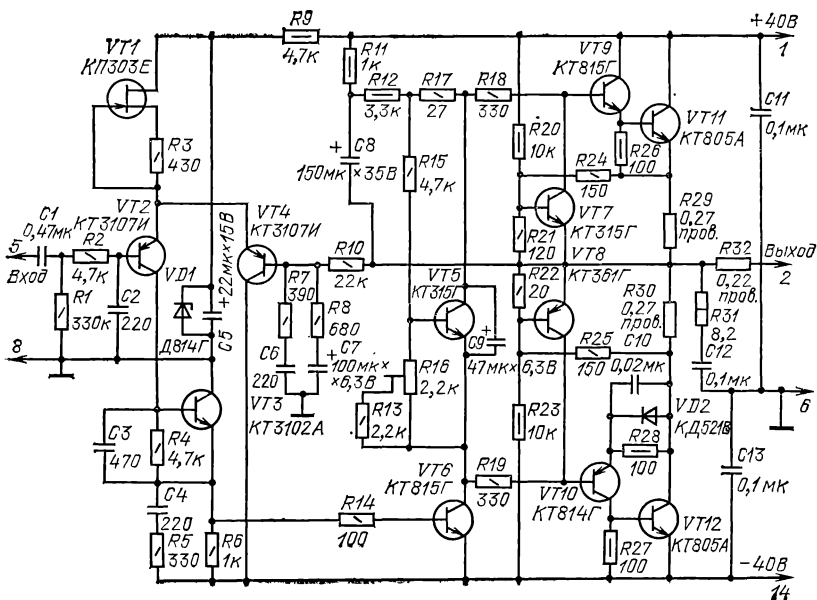 R9
4,7к
+40В
1
VT1
КП303Е
R11
1к
R12
3,3к
R17
27
R18
330
VT9
КТ815Г
VT11
КТ805А
C11
0,1мк
R3
430
+
C8
150мк × 35В
R15
4,7к
R20
10к
R24
150
R26
100
C1
0,47мк
5
Вход
R2
4,7к
VT2
КТ3107И
VT4
КТ3107И
R21
120
VT7
КТ315Г
R29
0,27
пров.
VD1
Д814Г
+22мк×15В
C5
R10
22к
VT5
КТ315Г
R22
20
VT8
КТ361Г
R32
0,22
пров.
Выход
2
R1
330к
C2
220
R7
390
R8
680
R30
0,27
пров.
R31
8,2
8
C6
220
+
C7
100мк×
×6,3В
R16
2,2к
+
C9
47мк×6,3В
R25
150
C10
0,02мк
C12
0,1мк
6
VT3
КТ3102А
R13
2,2к
R23
10к
VD2
КД521В
C3
470
R4
4,7к
VT6
КТ815Г
R19
330
R28
100
C13
0,1мк
C4
220
R14
100
VT10
КТ814Г
VT12
КТ805А
R5
330
R6
1к
R27
100
-40В
14